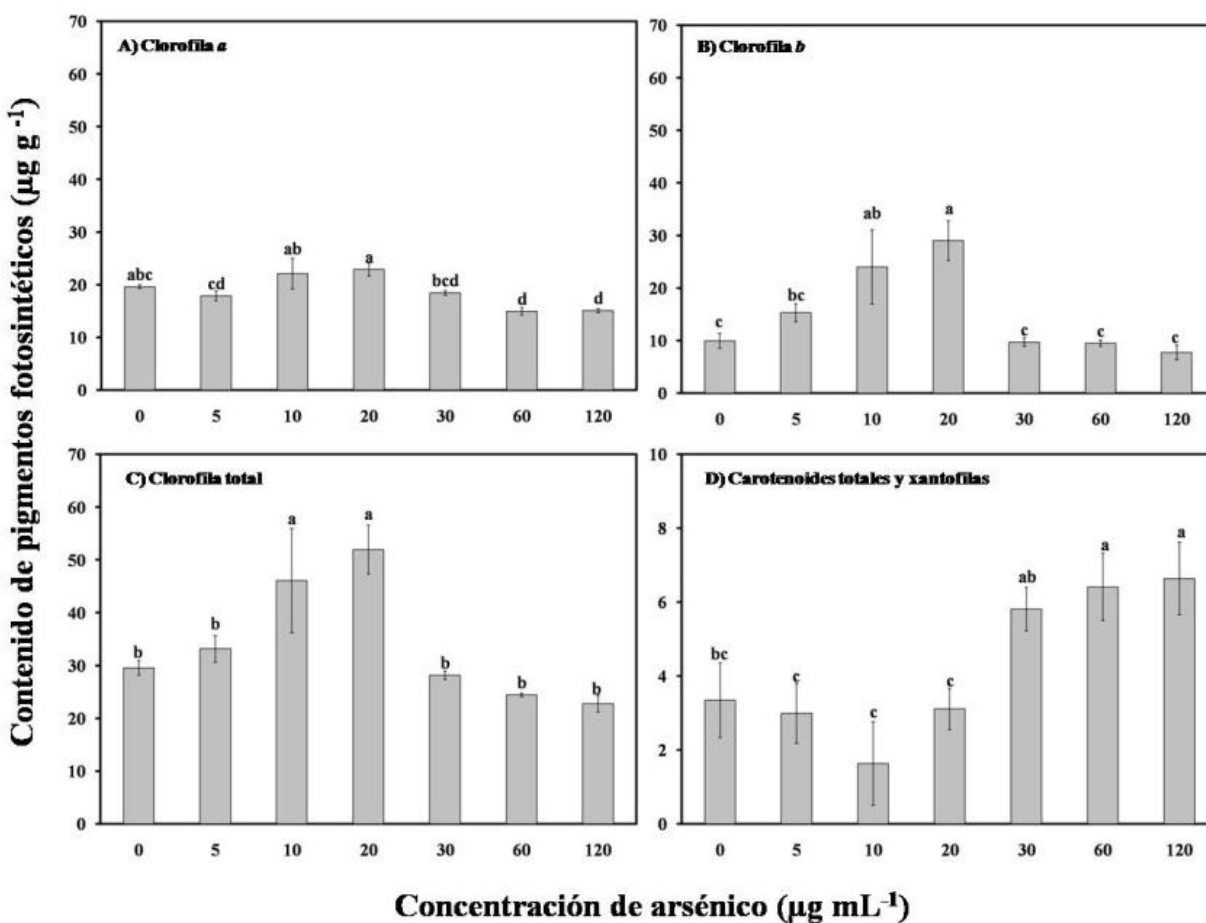 Contenido de pigmentos fotosintéticos (µg g -1)
A) Clorofila a
70
60
50
40
30
20
10
0
abc
cd
ab
a
bcd
d
d
0 5 10 20 30 60 120
B) Clorofila b
70
60
50
40
30
20
10
0
c
bc
ab
a
c
c
c
0 5 10 20 30 60 120
C) Clorofila total
70
60
50
40
30
20
10
0
b
b
a
a
b
b
b
0 5 10 20 30 60 120
D) Carotenoides totales y xantofilas
10
8
6
4
2
0
bc
c
c
c
ab
a
a
0 5 10 20 30 60 120
Concentración de arsénico (µg mL-1)